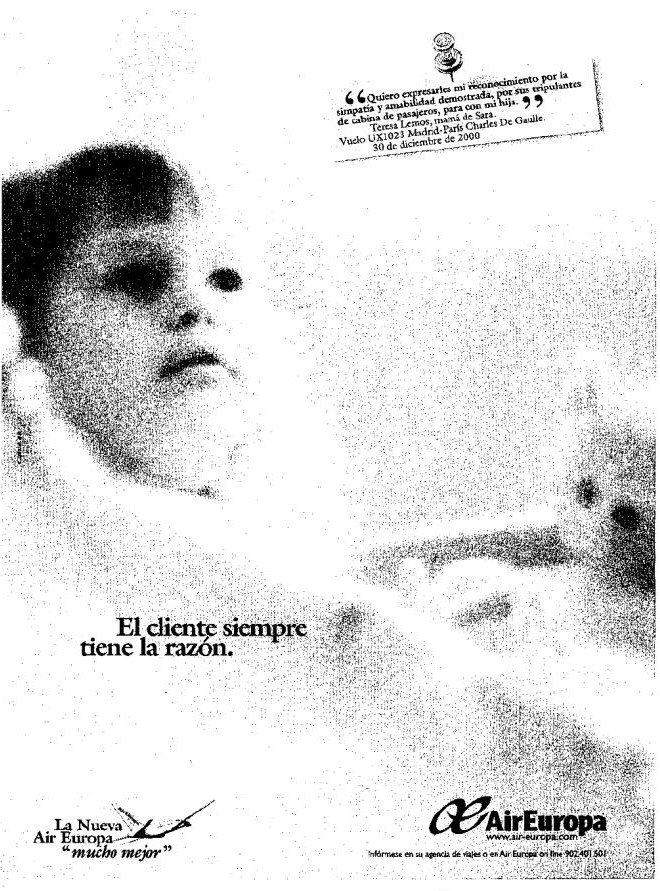 “Quiero expresarles mi reconocimiento por la
simpatía y amabilidad demostrada, por sus tripulantes
de cabina de pasajeros, para con mi hija. ”
Teresa Lemos, mamá de Sara.
Vuelo UX1023 Madrid-París Charles De Gaulle.
30 de diciembre de 2000
El cliente siempre
tiene la razón.
La Nueva
Air Europa
“mucho mejor”
AirEuropa
www.air-europa.com
Infórmese en su agencia de viajes o en Air Europa on line 902 401 501